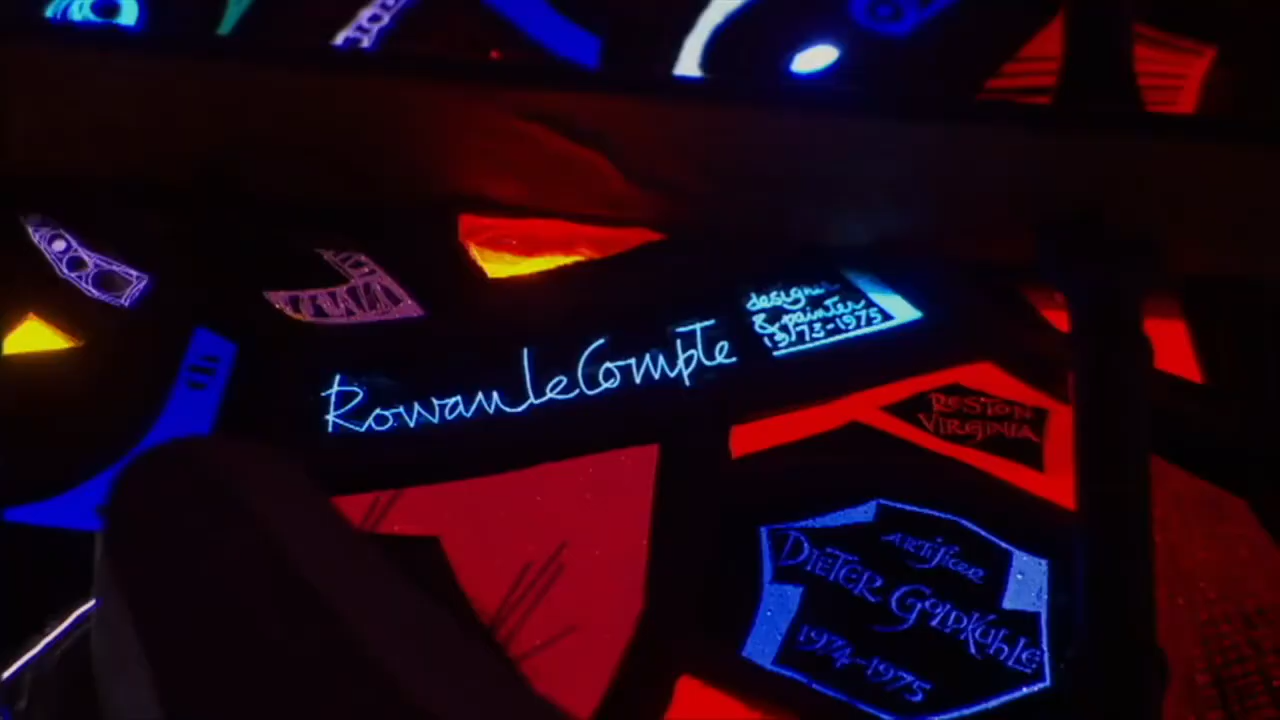 Rowan leCompte
designer
& painter
1973-1975
RESTON
VIRGINIA
ARTificer
DIETER GOLDKUHLE
1974-1975